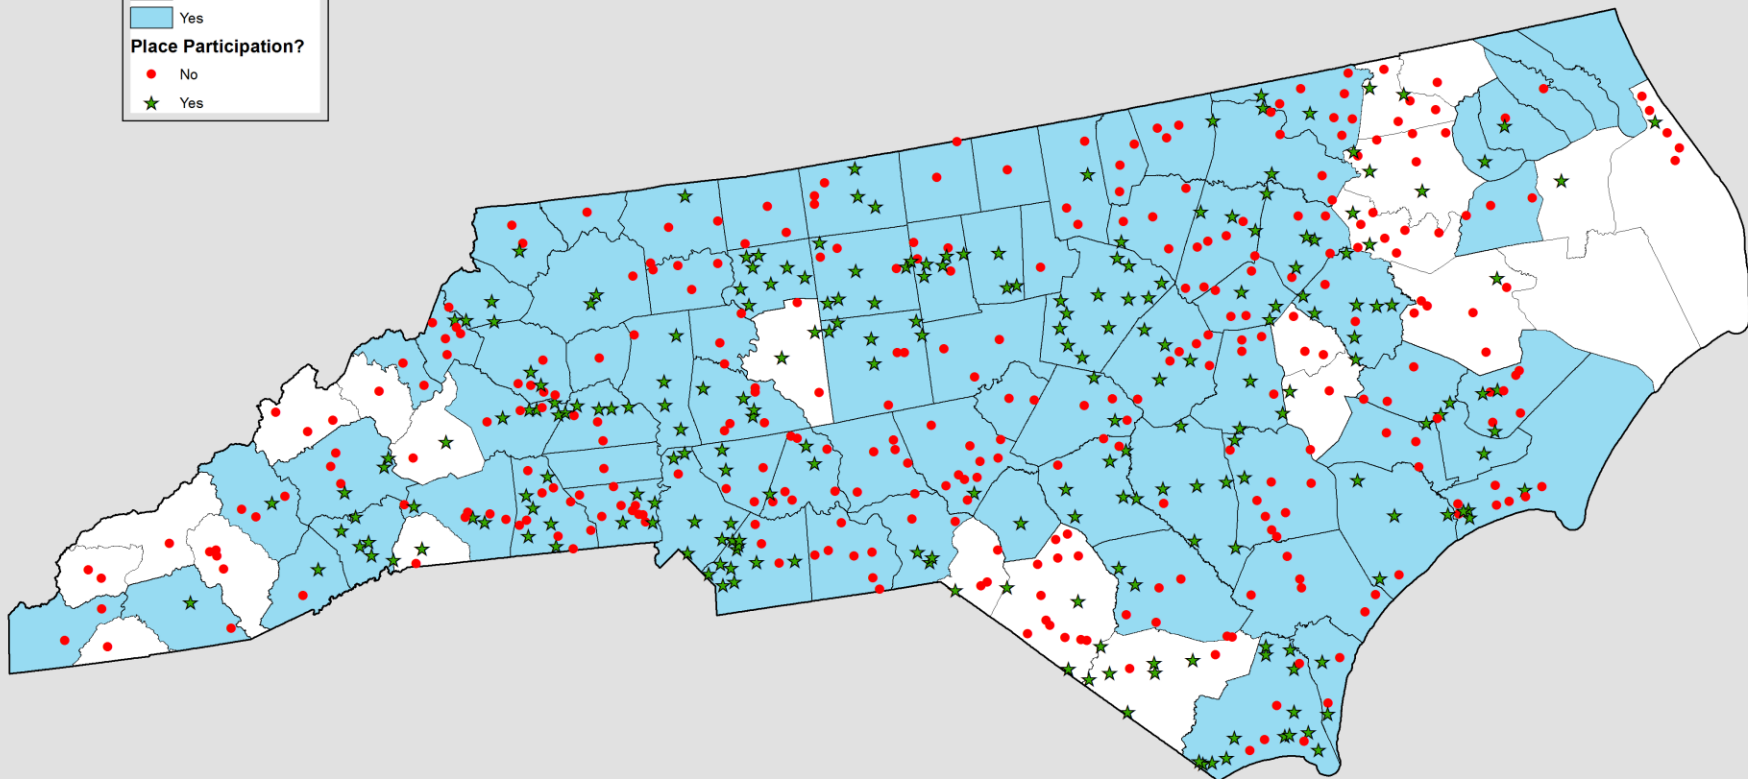 Yes
Place Participation?
No
Yes